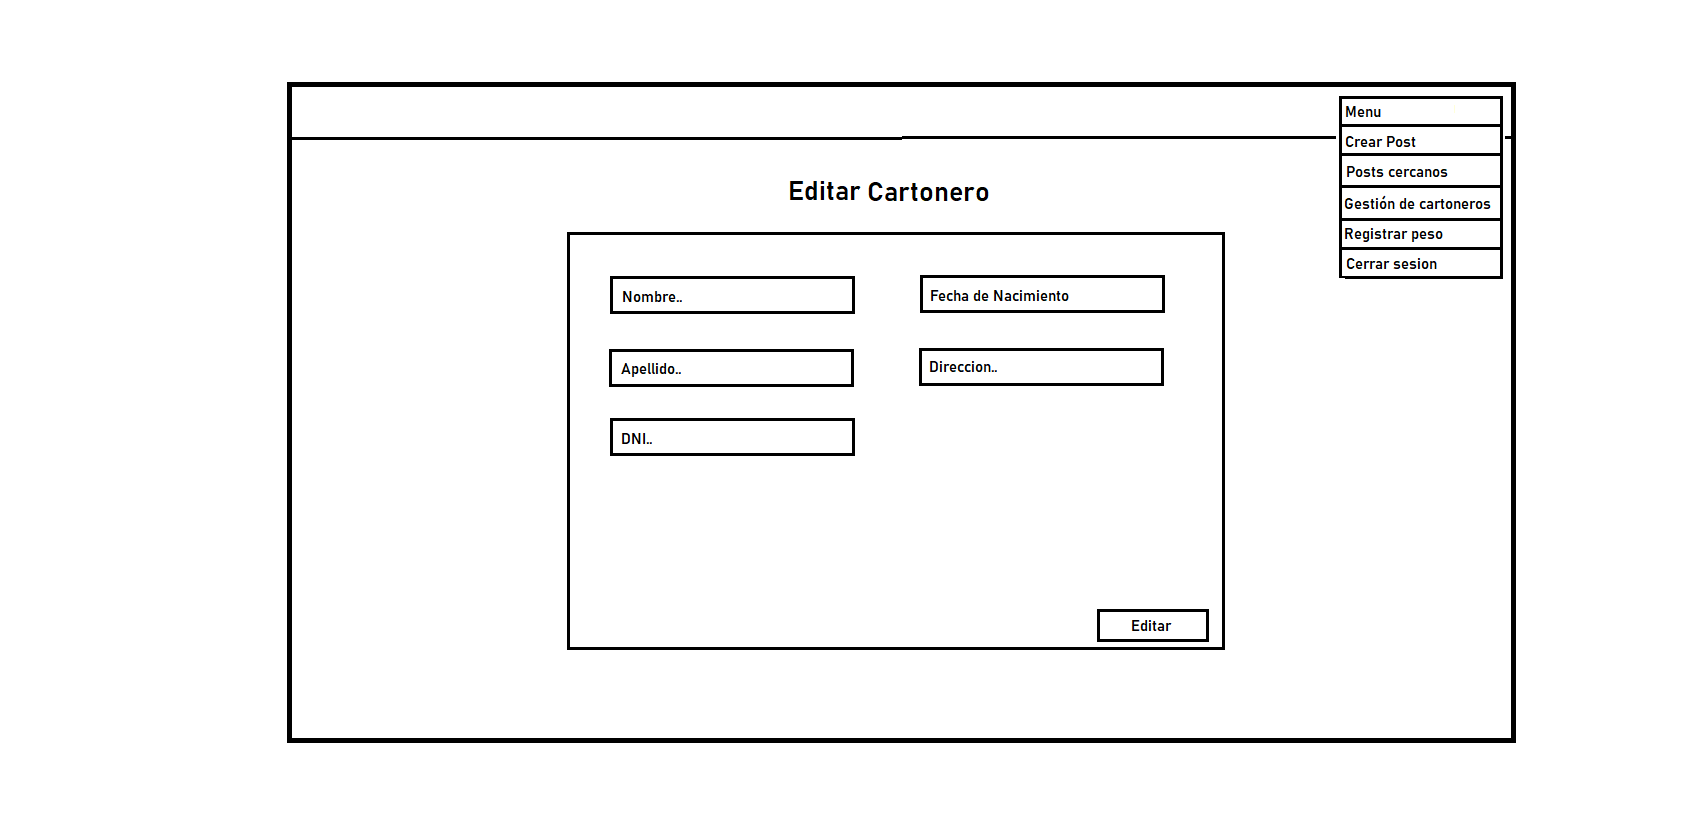 Menu
Crear Post
Posts cercanos
Gestión de cartoneros
Registrar peso
Cerrar sesion
Editar Cartonero
Nombre..
Fecha de Nacimiento
Apellido..
Direccion..
DNI..
Editar